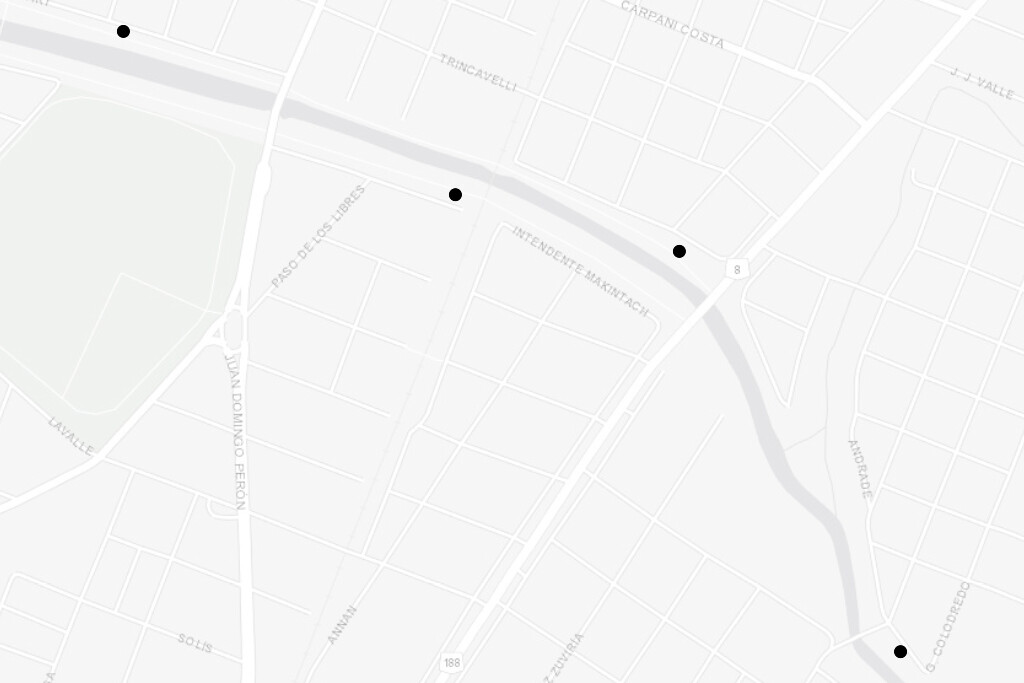 CARPANI COSTA
TRINCAVELLI
J. J. VALLE
PASO DE LOS LIBRES
INTENDENTE MAKINTACH
8
JUAN DOMINGO PERÓN
LAVALLE
ANDRADE
ANNAN
SOLÍS
G. COLODREDO
188